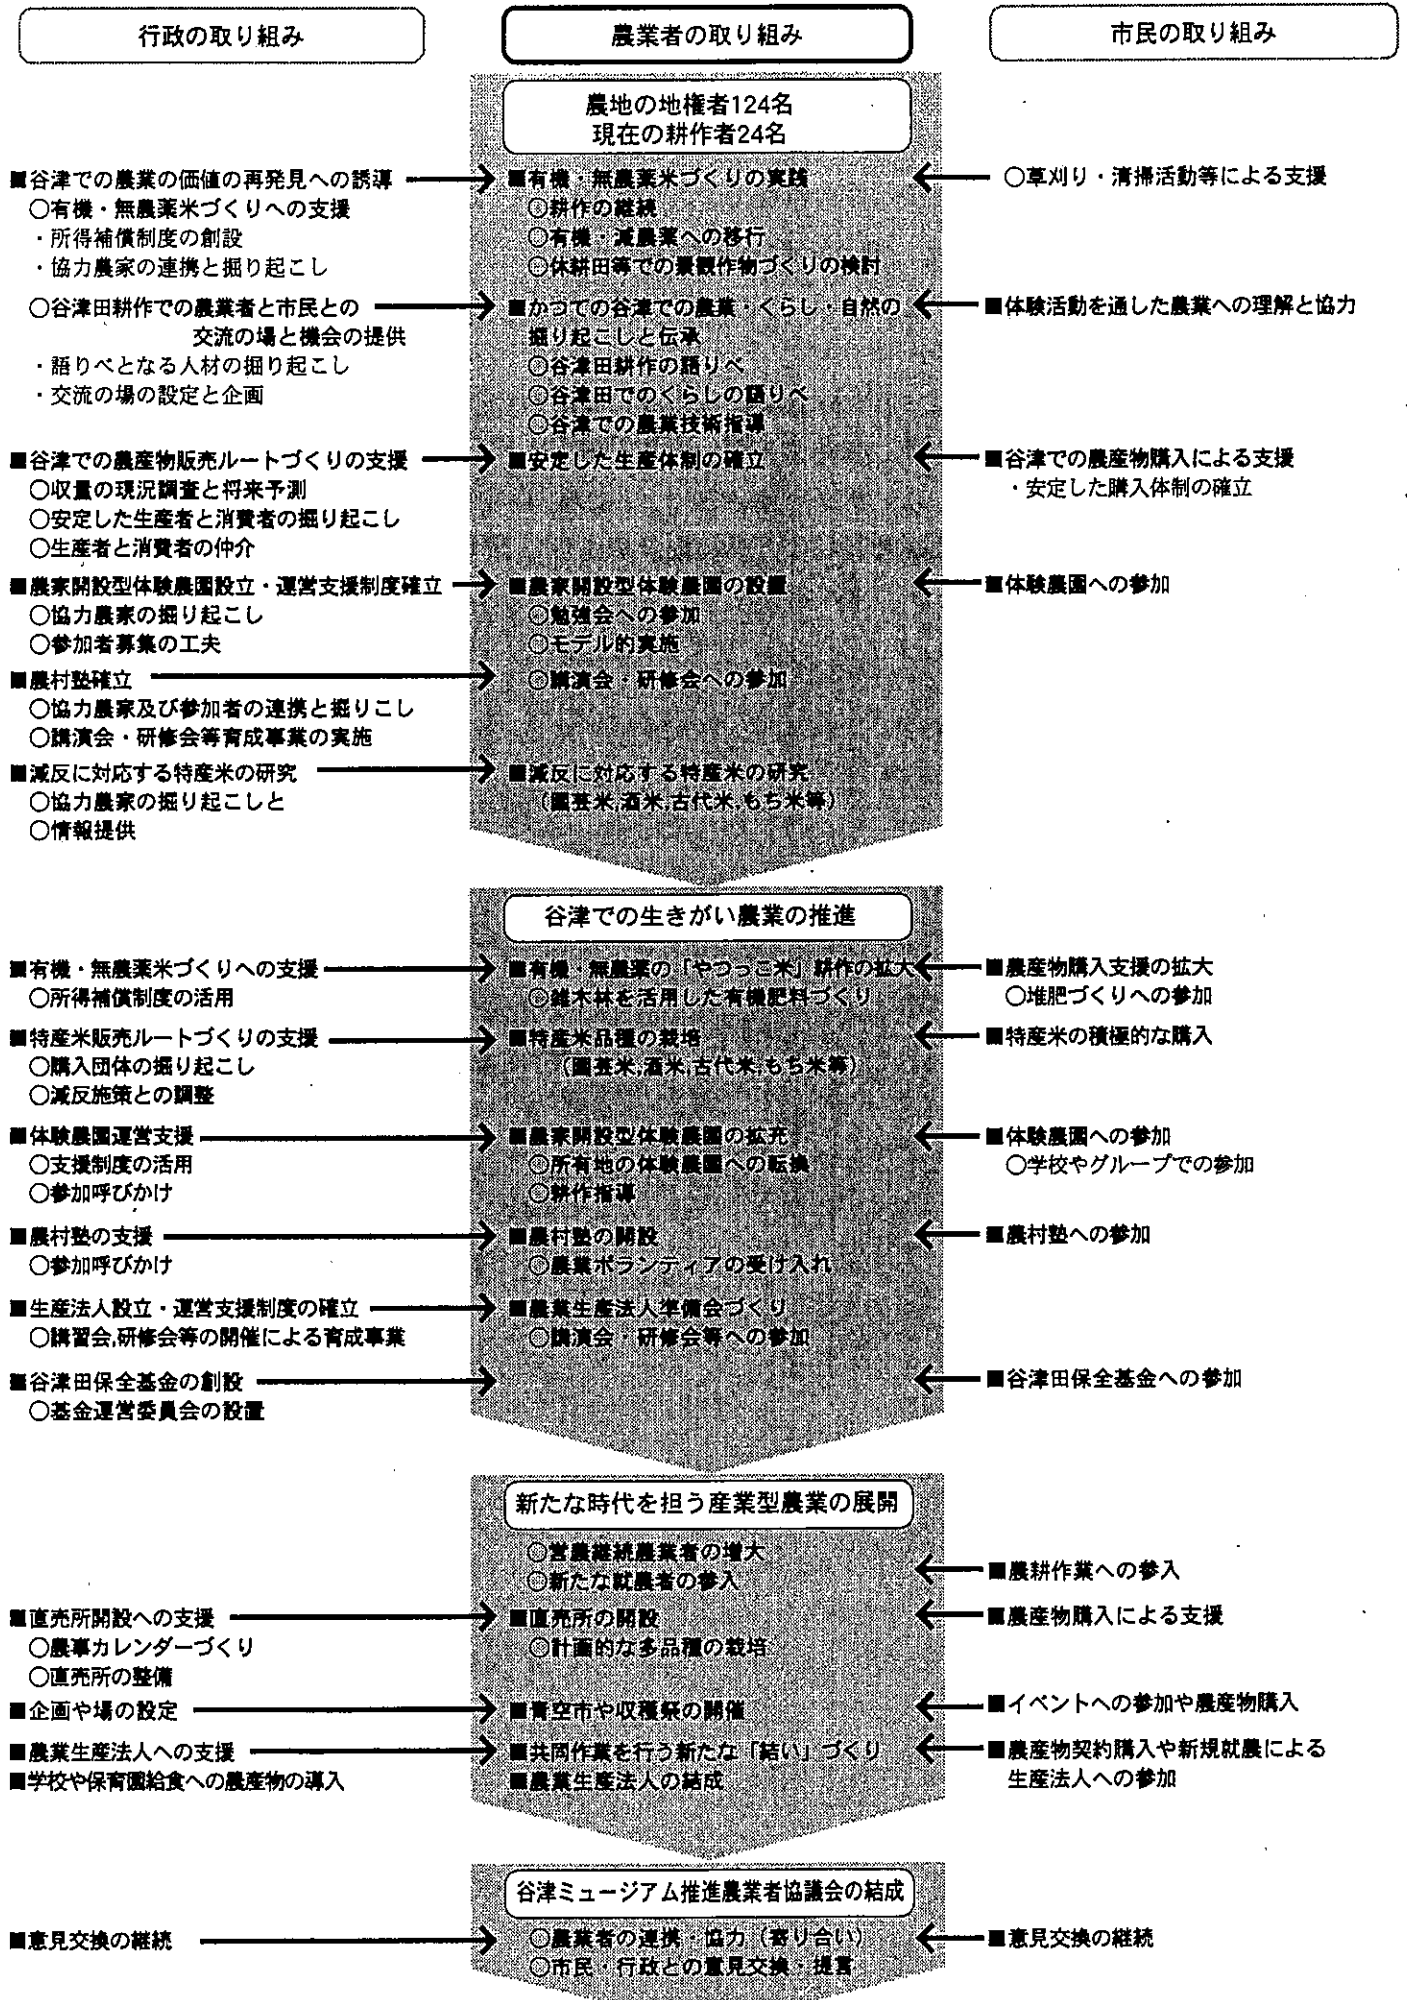 行政の取り組み
農業者の取り組み
市民の取り組み
農地の地権者124名
現在の耕作者24名
■谷津での農業の価値の再発見への誘導
○有機・無農薬米づくりへの支援
・所得補償制度の創設
・協力農家の連携と掘り起こし
■有機・無農薬米づくりの実践
○耕作の継続
○有機・減農薬への移行
○休耕田等での景観作物づくりの検討
○草刈り・清掃活動等による支援
○谷津田耕作での農業者と市民との
交流の場と機会の提供
・語りべとなる人材の掘り起こし
・交流の場の設定と企画
■かつての谷津での農業・くらし・自然の
掘り起こしと伝承
○谷津田耕作の語りべ
○谷津田でのくらしの語りべ
○谷津での農業技術指導
■体験活動を通した農業への理解と協力
■谷津での農産物販売ルートづくりの支援
○収量の現況調査と将来予測
○安定した生産者と消費者の掘り起こし
○生産者と消費者の仲介
■安定した生産体制の確立
■谷津での農産物購入による支援
・安定した購入体制の確立
■農家開設型体験農園設立・運営支援制度確立
○協力農家の掘り起こし
○参加者募集の工夫
■農家開設型体験農園の設置
○勉強会への参加
○モデル的実施
■体験農園への参加
■農村塾確立
○協力農家及び参加者の連携と掘りこし
○講演会・研修会等育成事業の実施
○講演会・研修会への参加
■減反に対応する特産米の研究
○協力農家の掘り起こしと
○情報提供
■減反に対応する特産米の研究
（園芸米,酒米,古代米,もち米等）
谷津での生きがい農業の推進
■有機・無農薬米づくりへの支援
○所得補償制度の活用
■有機・無農薬の「やつっこ米」耕作の拡大
○雑木林を活用した有機肥料づくり
■農産物購入支援の拡大
○堆肥づくりへの参加
■特産米販売ルートづくりの支援
○購入団体の掘り起こし
○減反施策との調整
■特産米品種の栽培
（園芸米,酒米,古代米,もち米等）
■特産米の積極的な購入
■体験農園運営支援
○支援制度の活用
○参加呼びかけ
■農家開設型体験農園の拡充
○所有地の体験農園への転換
○耕作指導
■体験農園への参加
○学校やグループでの参加
■農村塾の支援
○参加呼びかけ
■農村塾の開設
○農業ボランティアの受け入れ
■農村塾への参加
■生産法人設立・運営支援制度の確立
○講習会,研修会等の開催による育成事業
■農業生産法人準備会づくり
○講演会・研修会等への参加
■谷津田保全基金の創設
○基金運営委員会の設置
■谷津田保全基金への参加
新たな時代を担う産業型農業の展開
○営農継続農業者の増大
○新たな就農者の参入
■農耕作業への参入
■直売所開設への支援
○農事カレンダーづくり
○直売所の整備
■直売所の開設
○計画的な多品種の栽培
■農産物購入による支援
■企画や場の設定
■青空市や収穫祭の開催
■イベントへの参加や農産物購入
■農業生産法人への支援
■学校や保育園給食への農産物の導入
■共同作業を行う新たな「結い」づくり
■農業生産法人の結成
■農産物契約購入や新規就農による
生産法人への参加
谷津ミュージアム推進農業者協議会の結成
■意見交換の継続
○農業者の連携・協力（寄り合い）
○市民・行政との意見交換・提言
■意見交換の継続